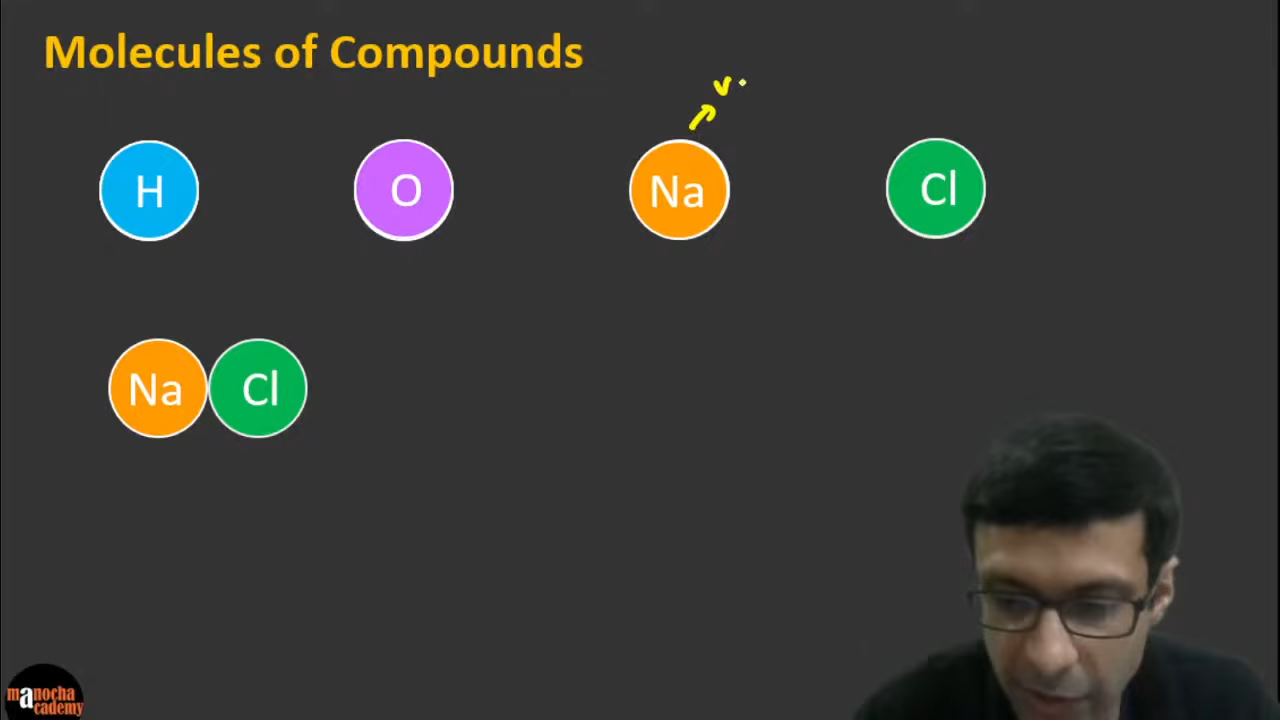 Molecules of Compounds
v.
H O Na Cl
Na Cl
manocha
academy